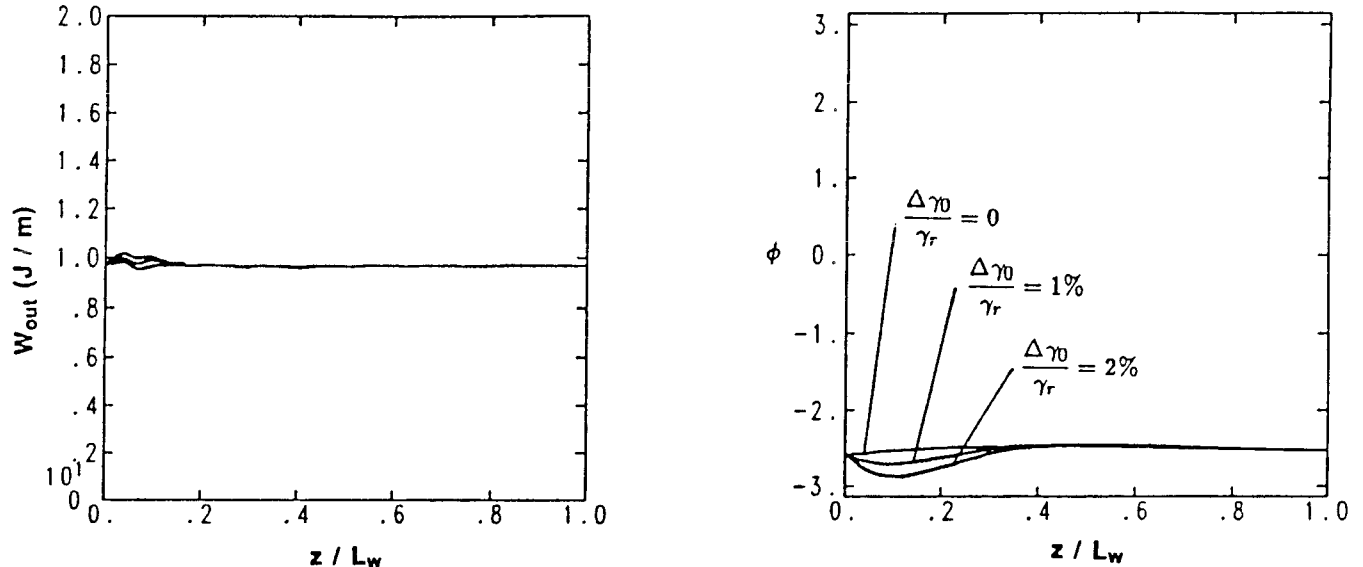 2.0
1.8
1.6
1.4
1.2
1.0
.8
.6
.4
.2
10¹
0
W_out (J / m)
0. .2 .4 .6 .8 1.0
z / L_w
3.
2.
1.
0.
-1.
-2.
-3.
φ
Δγ0/γr = 0
Δγ0/γr = 1%
Δγ0/γr = 2%
0. .2 .4 .6 .8 1.0
z / L_w